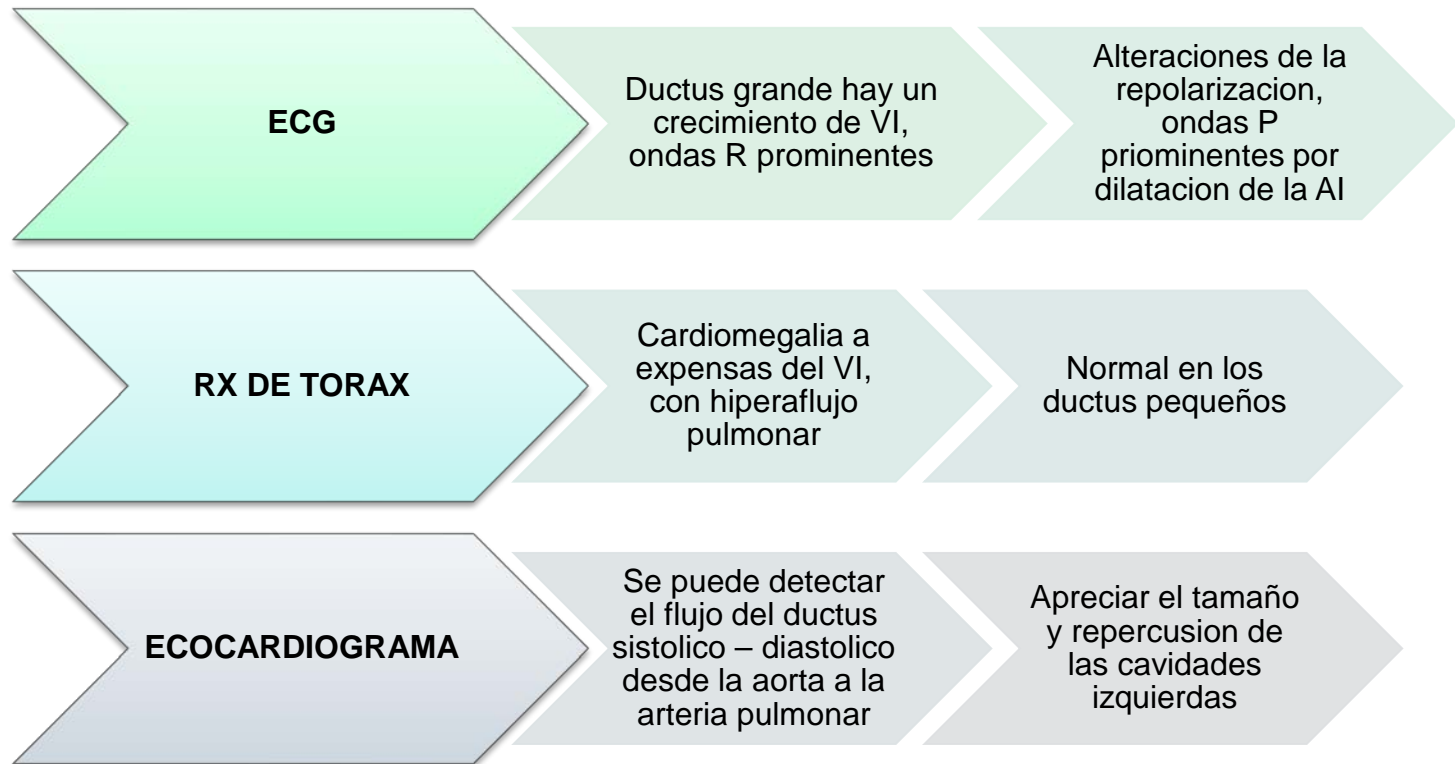 ECG
Ductus grande hay un
crecimiento de VI,
ondas R prominentes
Alteraciones de la
repolarizacion,
ondas P
priominentes por
dilatacion de la AI
RX DE TORAX
Cardiomegalia a
expensas del VI,
con hiperaflujo
pulmonar
Normal en los
ductus pequeños
ECOCARDIOGRAMA
Se puede detectar
el flujo del ductus
sistolico – diastolico
desde la aorta a la
arteria pulmonar
Apreciar el tamaño
y repercusion de
las cavidades
izquierdas